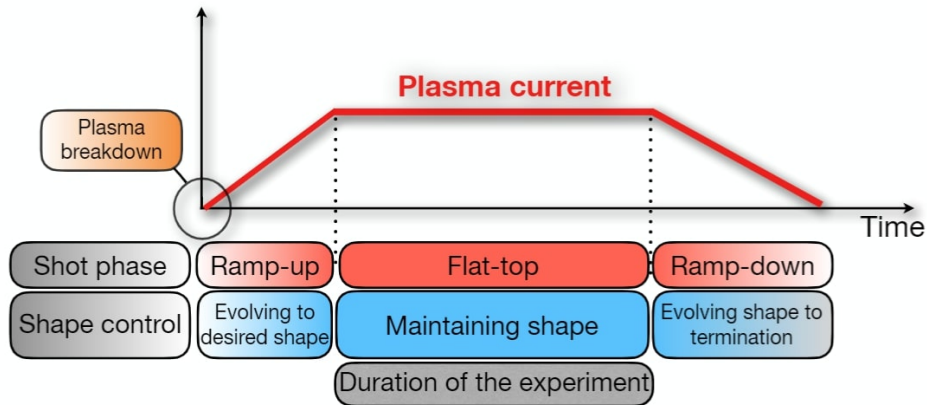 Plasma current
Plasma
breakdown
Time
Shot phase
Ramp-up
Flat-top
Ramp-down
Shape control
Evolving to
desired shape
Maintaining shape
Evolving shape to
termination
Duration of the experiment